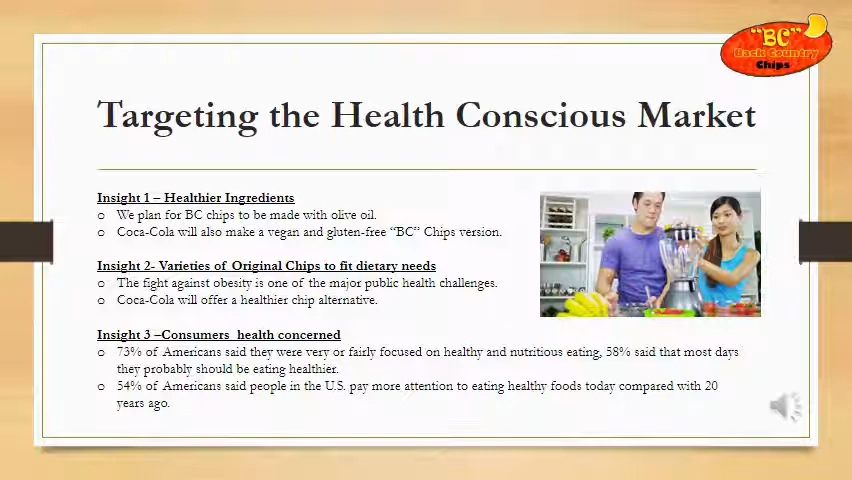 "BC"
Back Country
Chips
Targeting the Health Conscious Market
Insight 1 – Healthier Ingredients
o We plan for BC chips to be made with olive oil.
o Coca-Cola will also make a vegan and gluten-free “BC” Chips version.
Insight 2- Varieties of Original Chips to fit dietary needs
o The fight against obesity is one of the major public health challenges.
o Coca-Cola will offer a healthier chip alternative.
Insight 3 –Consumers health concerned
o 73% of Americans said they were very or fairly focused on healthy and nutritious eating, 58% said that most days
they probably should be eating healthier.
o 54% of Americans said people in the U.S. pay more attention to eating healthy foods today compared with 20
years ago.